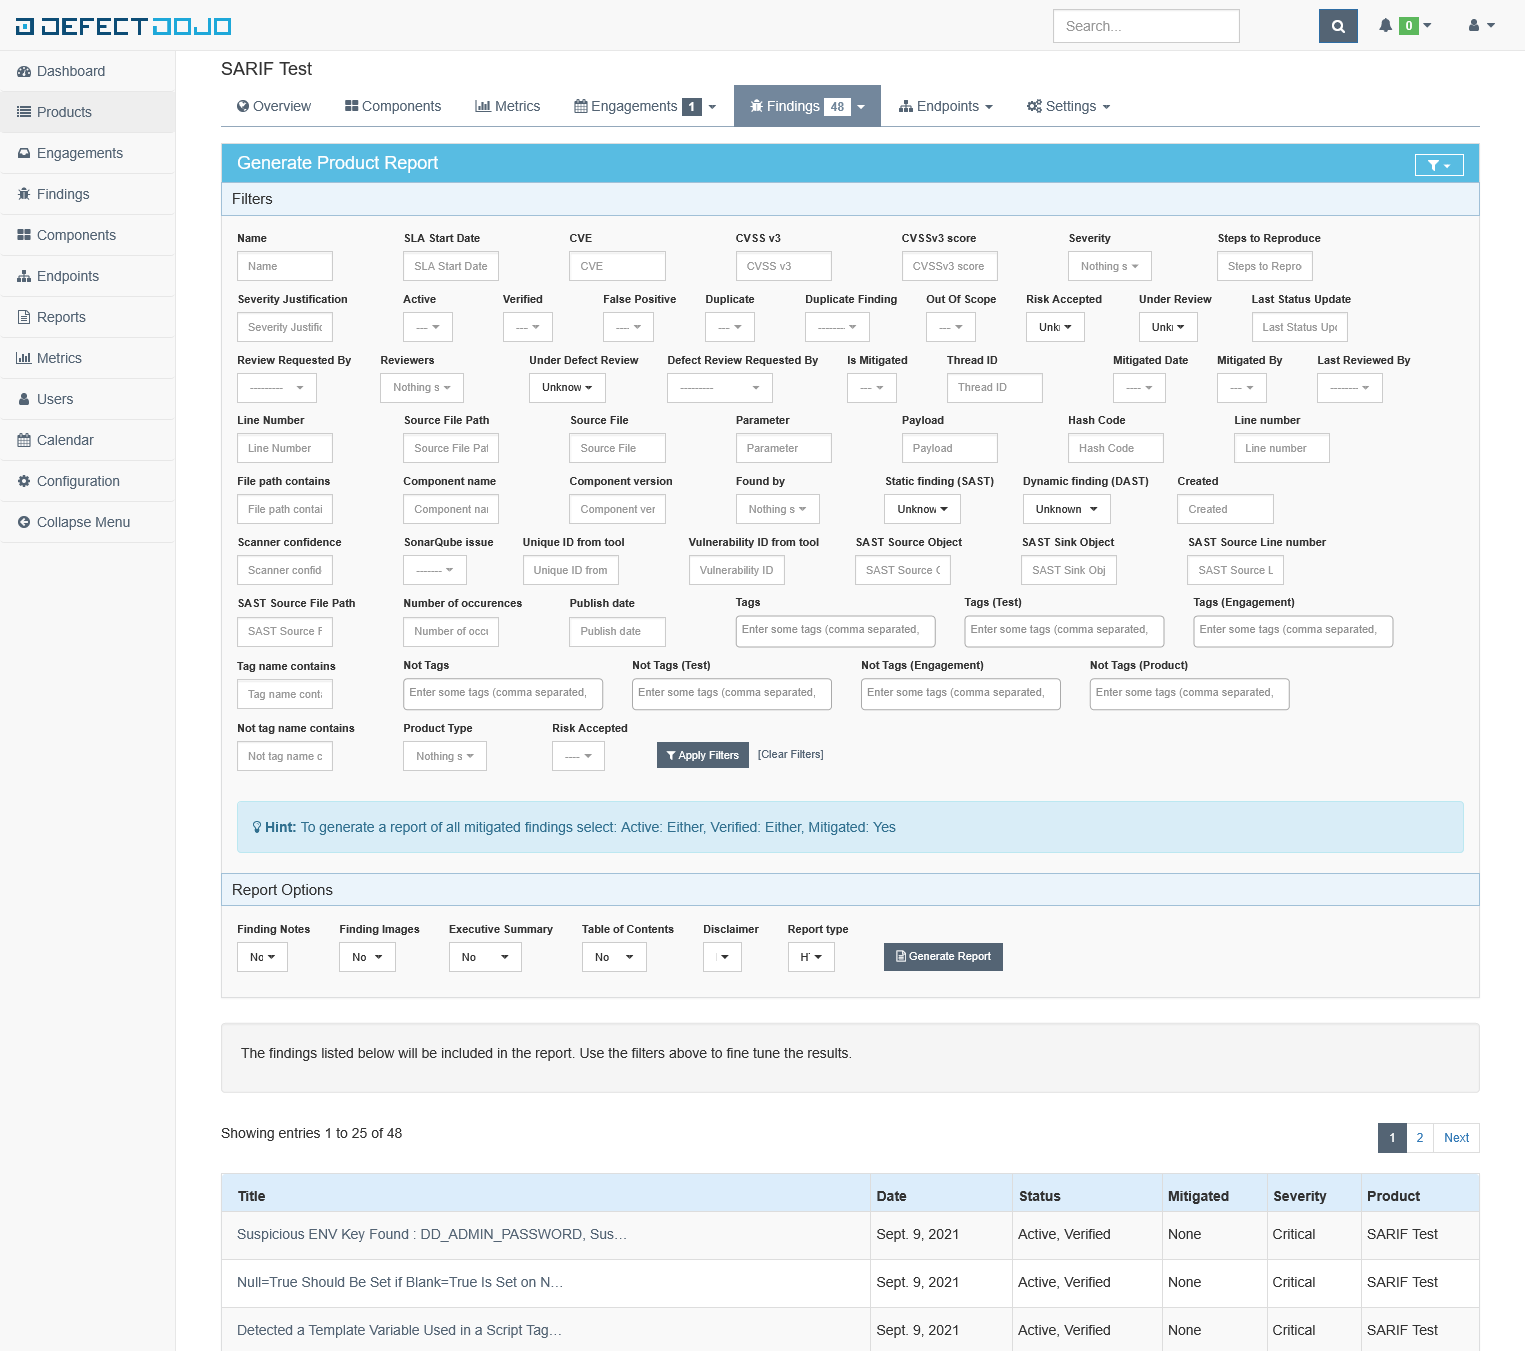 DEFECTDOJO
Search...
0
Dashboard
Products
Engagements
Findings
Components
Endpoints
Reports
Metrics
Users
Calendar
Configuration
Collapse Menu
SARIF Test
Overview Components Metrics Engagements 1 Findings 48 Endpoints Settings
Generate Product Report
Filters
Name SLA Start Date CVE CVSS v3 CVSSv3 score Severity Steps to Reproduce
Name SLA Start Date CVE CVSS v3 CVSSv3 score Nothing s Steps to Repro
Severity Justification Active Verified False Positive Duplicate Duplicate Finding Out Of Scope Risk Accepted Under Review Last Status Update
Severity Justific --- --- ---- --- ------- --- Unk Unk Last Status Upd
Review Requested By Reviewers Under Defect Review Defect Review Requested By Is Mitigated Thread ID Mitigated Date Mitigated By Last Reviewed By
--------- Nothing s Unknow --------- --- Thread ID ---- --- --------
Line Number Source File Path Source File Parameter Payload Hash Code Line number
Line Number Source File Pat Source File Parameter Payload Hash Code Line number
File path contains Component name Component version Found by Static finding (SAST) Dynamic finding (DAST) Created
File path contai Component nar Component ver Nothing s Unknow Unknown Created
Scanner confidence SonarQube issue Unique ID from tool Vulnerability ID from tool SAST Source Object SAST Sink Object SAST Source Line number
Scanner confid ------- Unique ID from Vulnerability ID SAST Source O SAST Sink Obj SAST Source L
SAST Source File Path Number of occurences Publish date Tags Tags (Test) Tags (Engagement)
SAST Source F Number of occu Publish date Enter some tags (comma separated, Enter some tags (comma separated, Enter some tags (comma separated,
Tag name contains Not Tags Not Tags (Test) Not Tags (Engagement) Not Tags (Product)
Tag name conta Enter some tags (comma separated, Enter some tags (comma separated, Enter some tags (comma separated, Enter some tags (comma separated,
Not tag name contains Product Type Risk Accepted
Not tag name c Nothing s ---- Apply Filters [Clear Filters]
Hint: To generate a report of all mitigated findings select: Active: Either, Verified: Either, Mitigated: Yes
Report Options
Finding Notes Finding Images Executive Summary Table of Contents Disclaimer Report type
No No No No HT Generate Report
The findings listed below will be included in the report. Use the filters above to fine tune the results.
Showing entries 1 to 25 of 48
1 2 Next
Title Date Status Mitigated Severity Product
Suspicious ENV Key Found : DD_ADMIN_PASSWORD, Sus... Sept. 9, 2021 Active, Verified None Critical SARIF Test
Null=True Should Be Set if Blank=True Is Set on N... Sept. 9, 2021 Active, Verified None Critical SARIF Test
Detected a Template Variable Used in a Script Tag... Sept. 9, 2021 Active, Verified None Critical SARIF Test